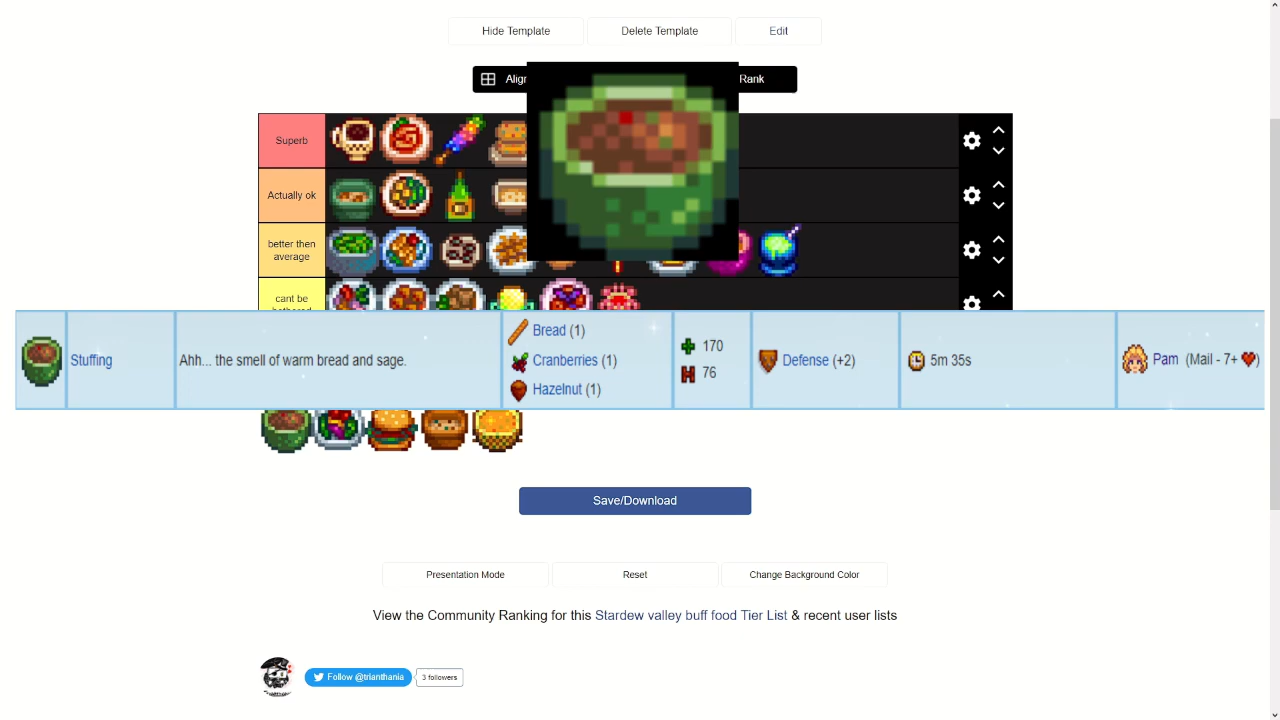 Hide Template
Delete Template
Edit
Align
Rank
Superb
Actually ok
better then
average
cant be
Stuffing
Ahh... the smell of warm bread and sage.
Bread (1)
Cranberries (1)
Hazelnut (1)
170
76
Defense (+2)
5m 35s
Pam (Mail - 7+)
Save/Download
Presentation Mode
Reset
Change Background Color
View the Community Ranking for this Stardew valley buff food Tier List & recent user lists
Follow @trianthania
3 followers